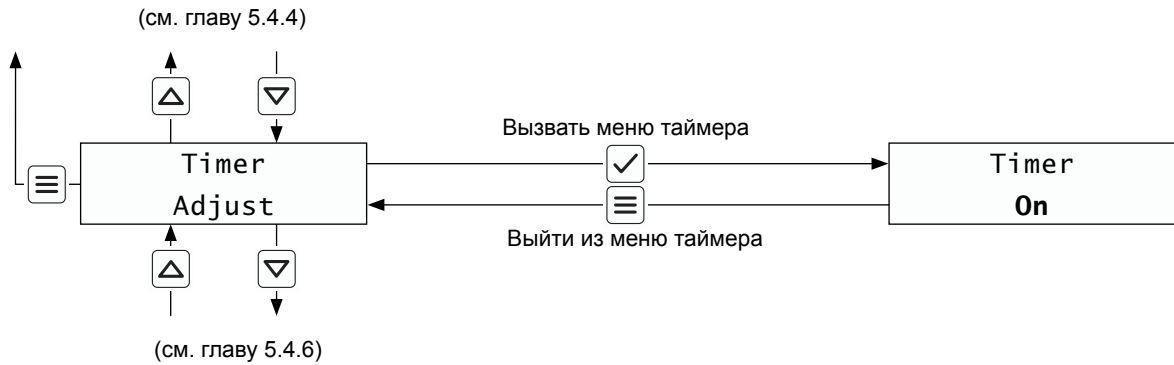 (см. главу 5.4.4)
Вызвать меню таймера
Timer
Adjust
Timer
On
Выйти из меню таймера
(см. главу 5.4.6)